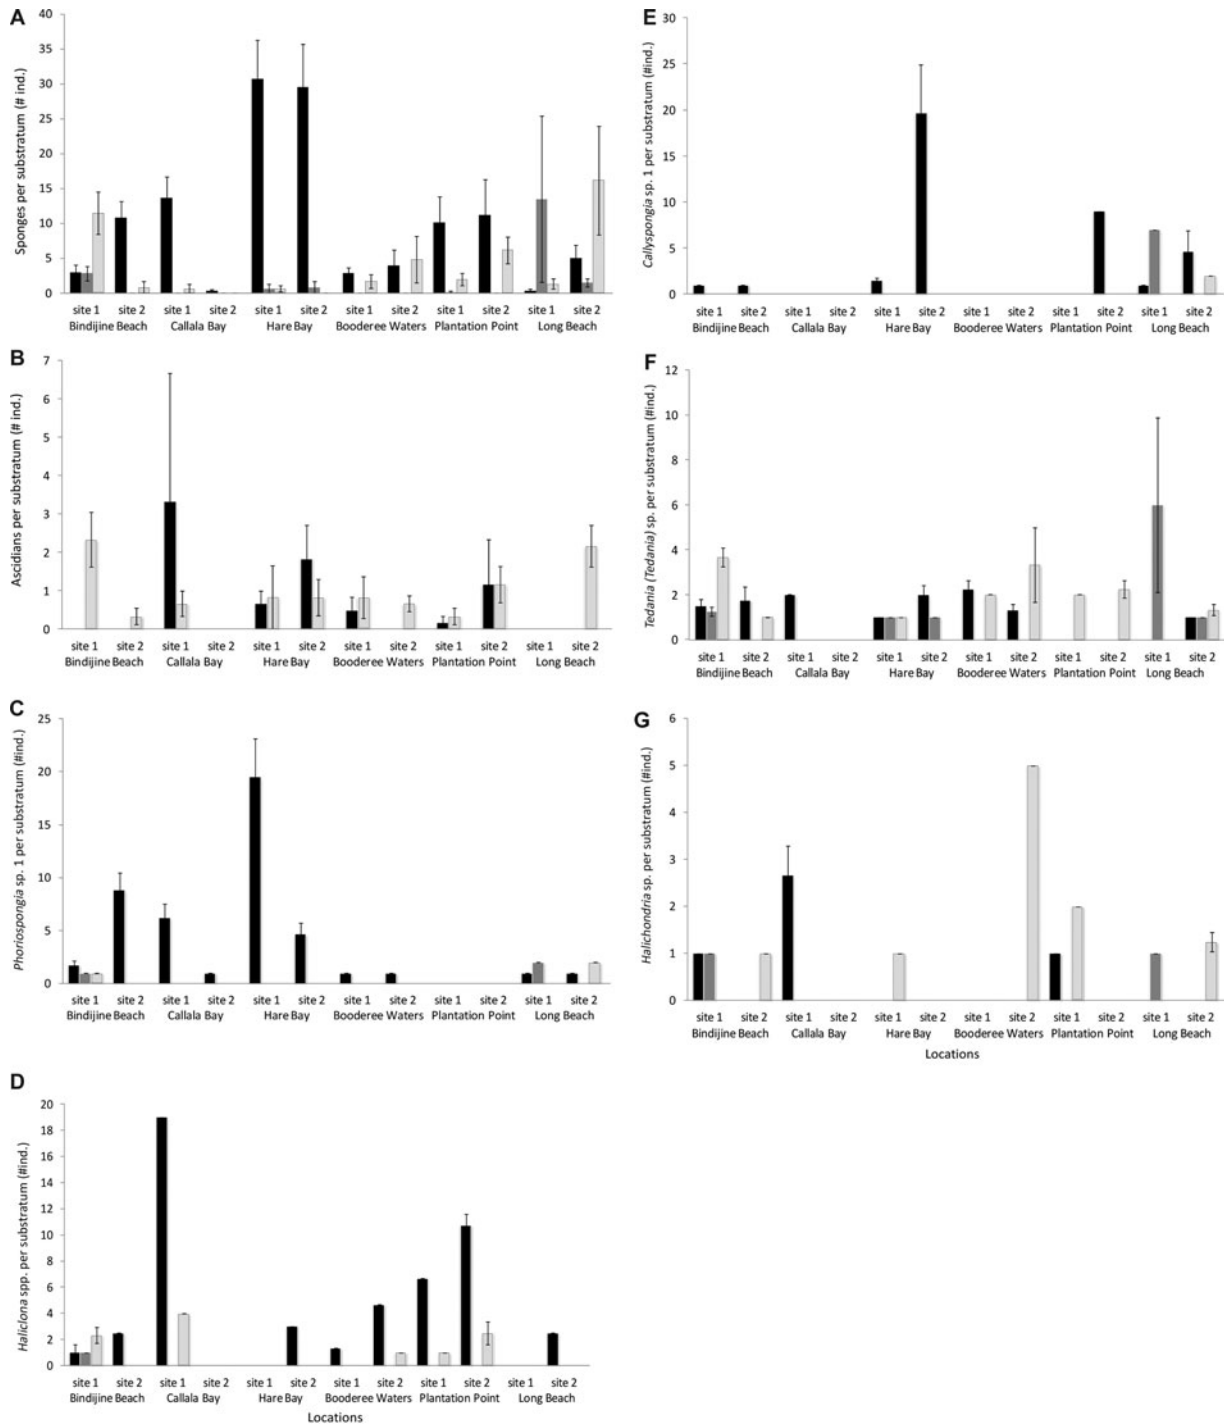 A
Sponges per substratum (# ind.)
40
35
30
25
20
15
10
5
0
site 1 site 2 site 1 site 2 site 1 site 2 site 1 site 2 site 1 site 2 site 1 site 2
Bindijine Beach Callala Bay Hare Bay Booderee Waters Plantation Point Long Beach
B
Ascidians per substratum (# ind.)
7
6
5
4
3
2
1
0
site 1 site 2 site 1 site 2 site 1 site 2 site 1 site 2 site 1 site 2 site 1 site 2
Bindijine Beach Callala Bay Hare Bay Booderee Waters Plantation Point Long Beach
C
Phoriospongia sp. 1 per substratum (#ind.)
25
20
15
10
5
0
site 1 site 2 site 1 site 2 site 1 site 2 site 1 site 2 site 1 site 2 site 1 site 2
Bindijine Beach Callala Bay Hare Bay Booderee Waters Plantation Point Long Beach
D
Haliclona spp. per substratum (#ind.)
20
18
16
14
12
10
8
6
4
2
0
site 1 site 2 site 1 site 2 site 1 site 2 site 1 site 2 site 1 site 2 site 1 site 2
Bindijine Beach Callala Bay Hare Bay Booderee Waters Plantation Point Long Beach
Locations
E
Callyspongia sp. 1 per substratum (#ind.)
30
25
20
15
10
5
0
site 1 site 2 site 1 site 2 site 1 site 2 site 1 site 2 site 1 site 2 site 1 site 2
Bindijine Beach Callala Bay Hare Bay Booderee Waters Plantation Point Long Beach
F
Tedania (Tedania) sp. per substratum (#ind.)
12
10
8
6
4
2
0
site 1 site 2 site 1 site 2 site 1 site 2 site 1 site 2 site 1 site 2 site 1 site 2
Bindijine Beach Callala Bay Hare Bay Booderee Waters Plantation Point Long Beach
G
Halichondria sp. per substratum (#ind.)
6
5
4
3
2
1
0
site 1 site 2 site 1 site 2 site 1 site 2 site 1 site 2 site 1 site 2 site 1 site 2
Bindijine Beach Callala Bay Hare Bay Booderee Waters Plantation Point Long Beach
Locations